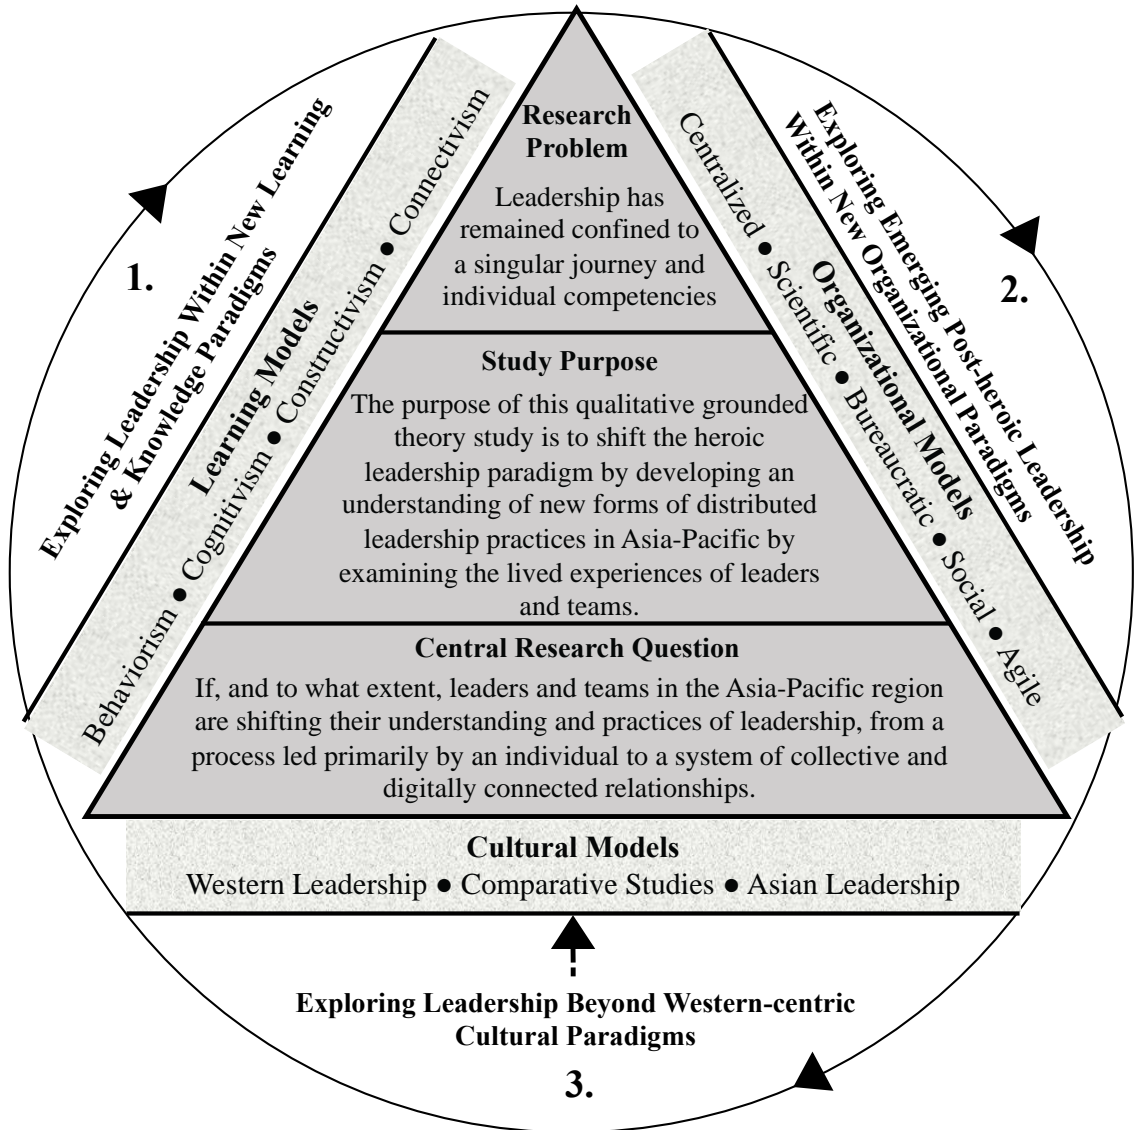 Research
Problem
Leadership has
remained confined to
a singular journey and
individual competencies
Study Purpose
The purpose of this qualitative grounded
theory study is to shift the heroic
leadership paradigm by developing an
understanding of new forms of distributed
leadership practices in Asia-Pacific by
examining the lived experiences of leaders
and teams.
Central Research Question
If, and to what extent, leaders and teams in the Asia-Pacific region
are shifting their understanding and practices of leadership, from a
process led primarily by an individual to a system of collective and
digitally connected relationships.
1.
Exploring Leadership Within New Learning
& Knowledge Paradigms
Learning Models
Behaviorism ● Cognitivism ● Constructivism ● Connectivism
2.
Exploring Emerging Post-heroic Leadership
Within New Organizational Paradigms
Organizational Models
Centralized ● Scientific ● Bureaucratic ● Social ● Agile
Cultural Models
Western Leadership ● Comparative Studies ● Asian Leadership
Exploring Leadership Beyond Western-centric
Cultural Paradigms
3.